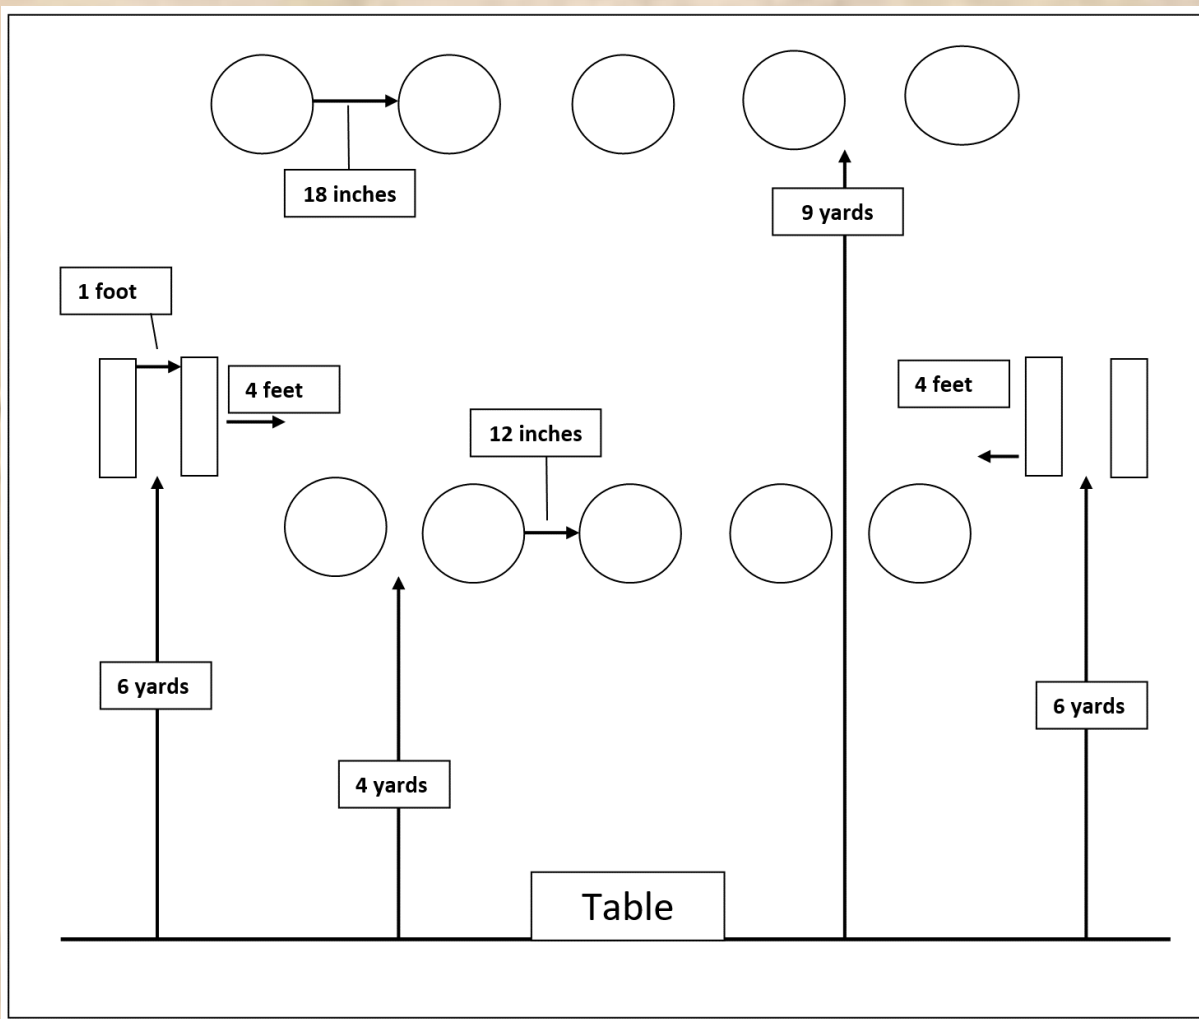 18 inches
9 yards
1 foot
4 feet
4 feet
12 inches
6 yards
6 yards
4 yards
Table